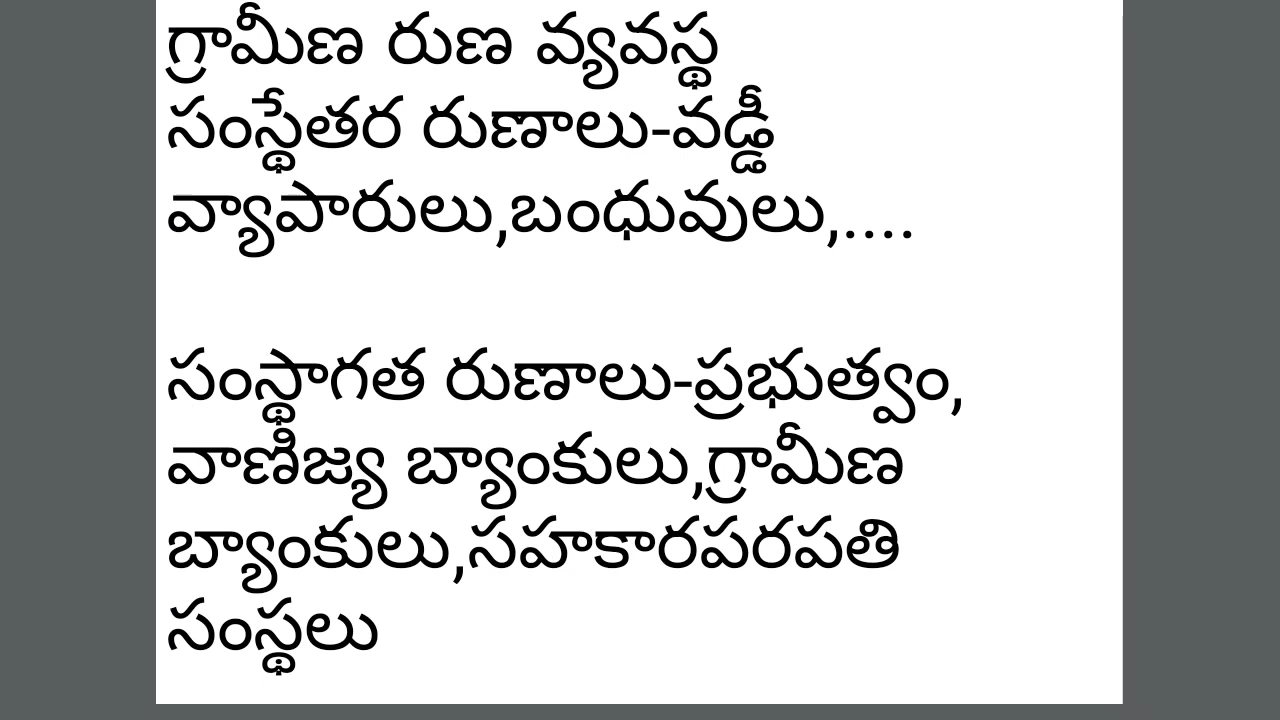 గ్రామీణ రుణ వ్యవస్థ
సంస్థేతర రుణాలు-వడ్డీ
వ్యాపారులు,బంధువులు,....
సంస్థాగత రుణాలు-ప్రభుత్వం,
వాణిజ్య బ్యాంకులు,గ్రామీణ
బ్యాంకులు,సహకారపరపతి
సంస్థలు